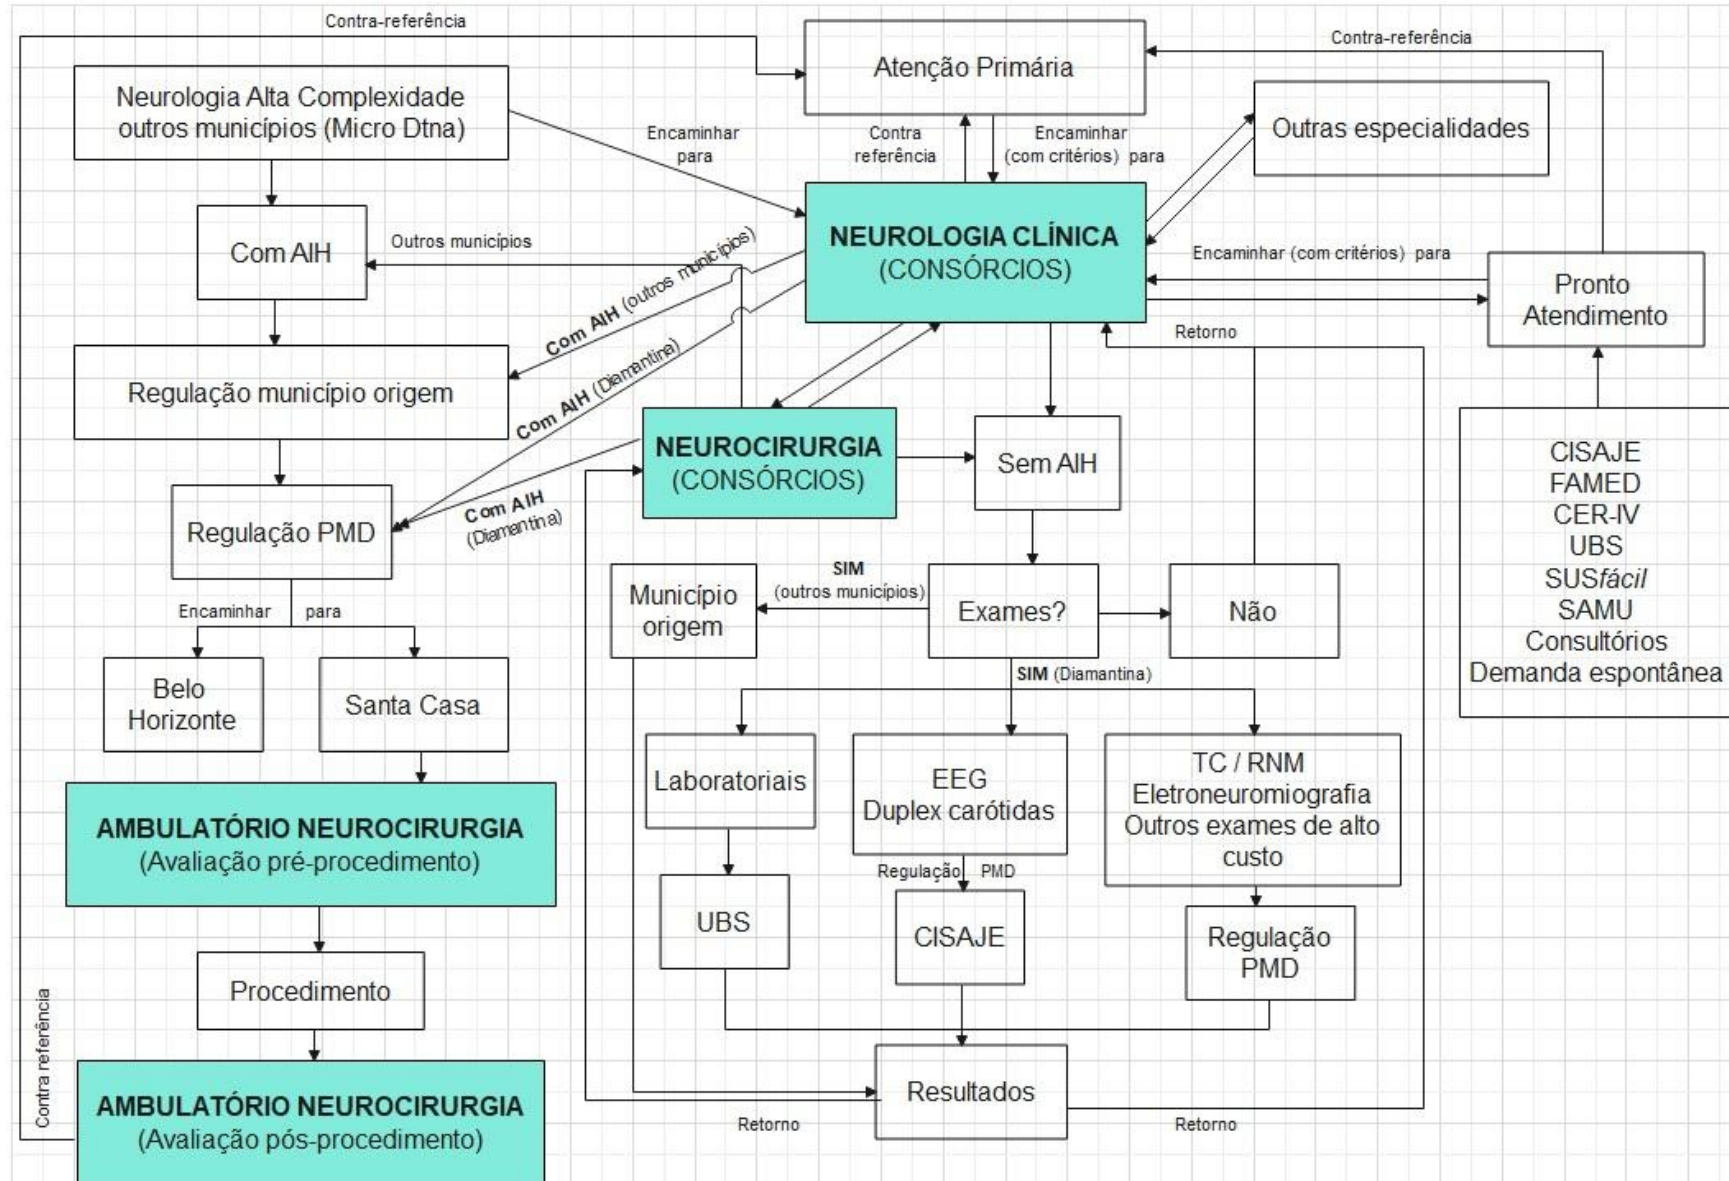 Contra-referência
Atenção Primária
Contra-referência
Neurologia Alta Complexidade
outros municípios (Micro Dtna)
Encaminhar
para
Contra
referência
Encaminhar
(com critérios) para
Outras especialidades
Com AIH
Outros municípios
NEUROLOGIA CLÍNICA
(CONSÓRCIOS)
Encaminhar (com critérios) para
Pronto
Atendimento
Com AIH (outros municípios)
Com AIH (Diamantina)
Retorno
Regulação município origem
NEUROCIRURGIA
(CONSÓRCIOS)
Sem AIH
CISAJE
FAMED
CER-IV
UBS
SUSfácil
SAMU
Consultórios
Demanda espontânea
Com AIH
(Diamantina)
Regulação PMD
Encaminhar para
Belo
Horizonte
Santa Casa
Município
origem
SIM
(outros municípios)
Exames?
Não
SIM (Diamantina)
Laboratoriais
EEG
Duplex carótidas
TC / RNM
Eletroneuromiografia
Outros exames de alto
custo
AMBULATÓRIO NEUROCIRURGIA
(Avaliação pré-procedimento)
Regulação PMD
UBS
CISAJE
Regulação
PMD
Procedimento
Contra referência
AMBULATÓRIO NEUROCIRURGIA
(Avaliação pós-procedimento)
Resultados
Retorno
Retorno